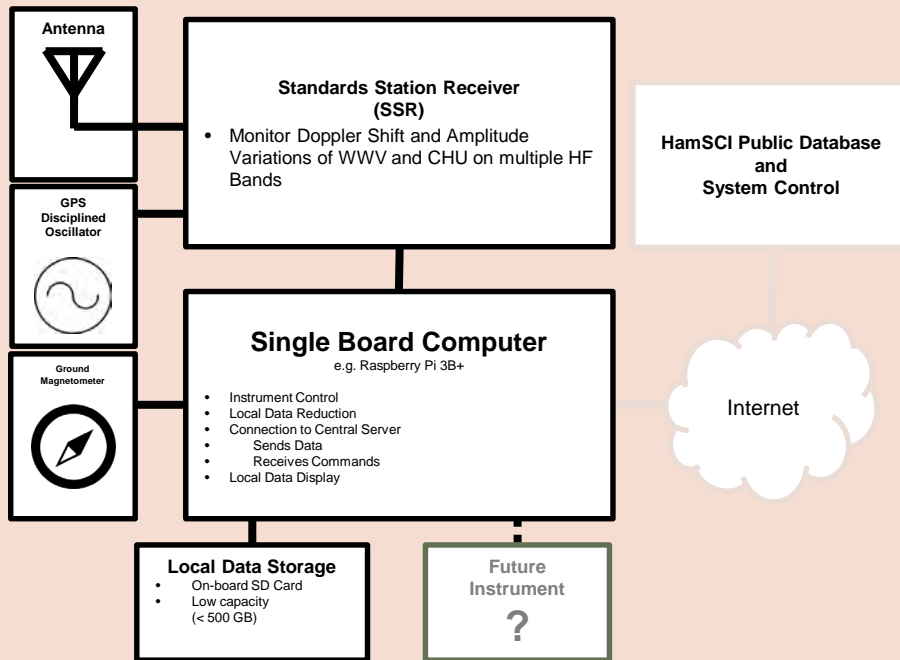 Antenna
Standards Station Receiver
(SSR)
• Monitor Doppler Shift and Amplitude
Variations of WWV and CHU on multiple HF
Bands
HamSCI Public Database
and
System Control
GPS
Disciplined
Oscillator
Single Board Computer
e.g. Raspberry Pi 3B+
• Instrument Control
• Local Data Reduction
• Connection to Central Server
• Sends Data
• Receives Commands
• Local Data Display
Ground
Magnetometer
Internet
Local Data Storage
• On-board SD Card
• Low capacity
(< 500 GB)
Future
Instrument
?